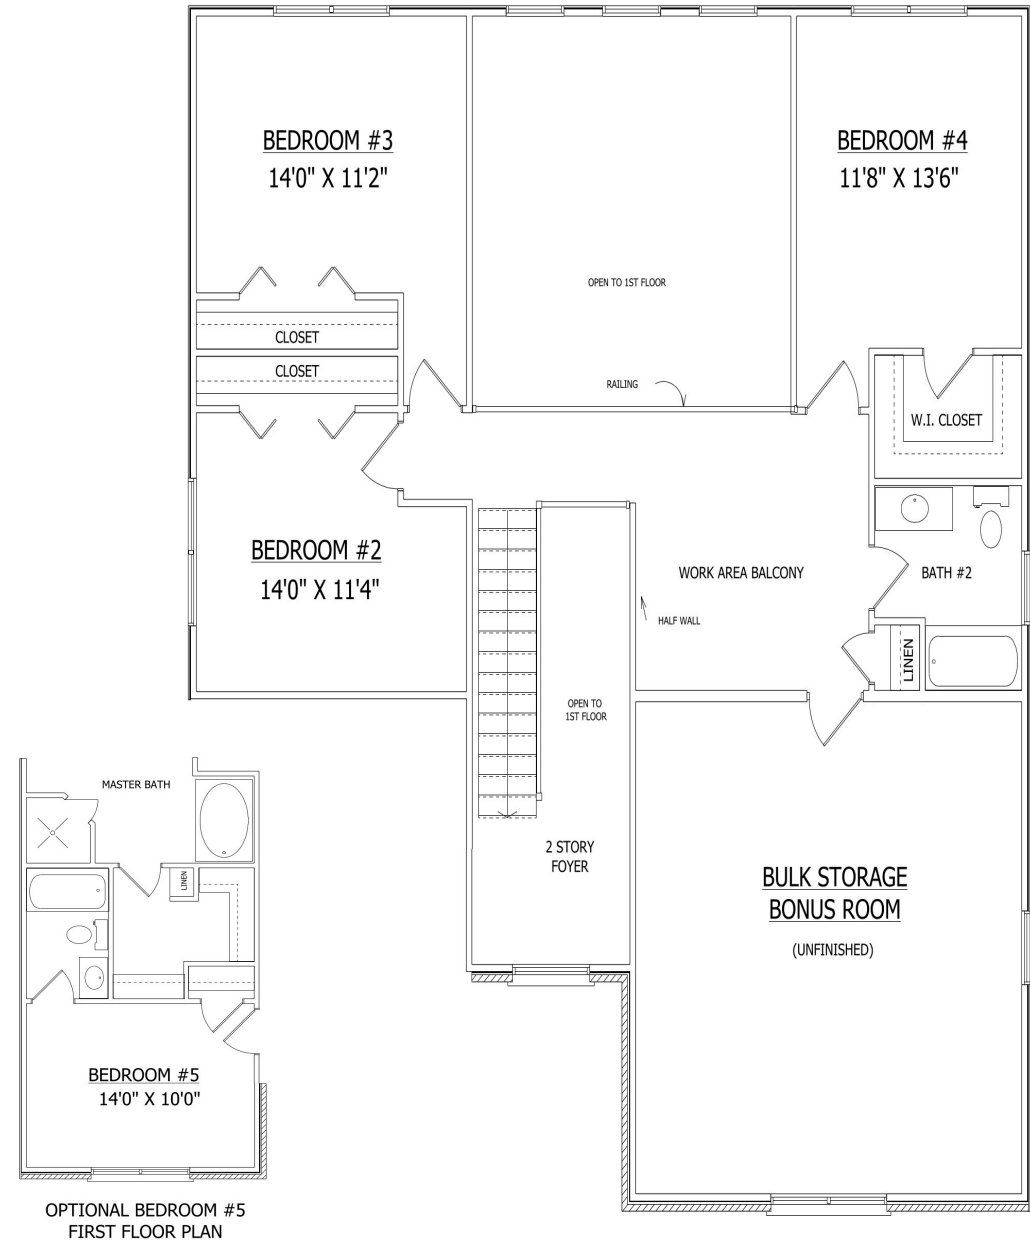 BEDROOM #3
14'0" X 11'2"
BEDROOM #4
11'8" X 13'6"
OPEN TO 1ST FLOOR
CLOSET
CLOSET
RAILING
W.I. CLOSET
BEDROOM #2
14'0" X 11'4"
WORK AREA BALCONY
BATH #2
HALF WALL
LINEN
OPEN TO
1ST FLOOR
2 STORY
FOYER
BULK STORAGE
BONUS ROOM
(UNFINISHED)
MASTER BATH
LINEN
BEDROOM #5
14'0" X 10'0"
OPTIONAL BEDROOM #5
FIRST FLOOR PLAN